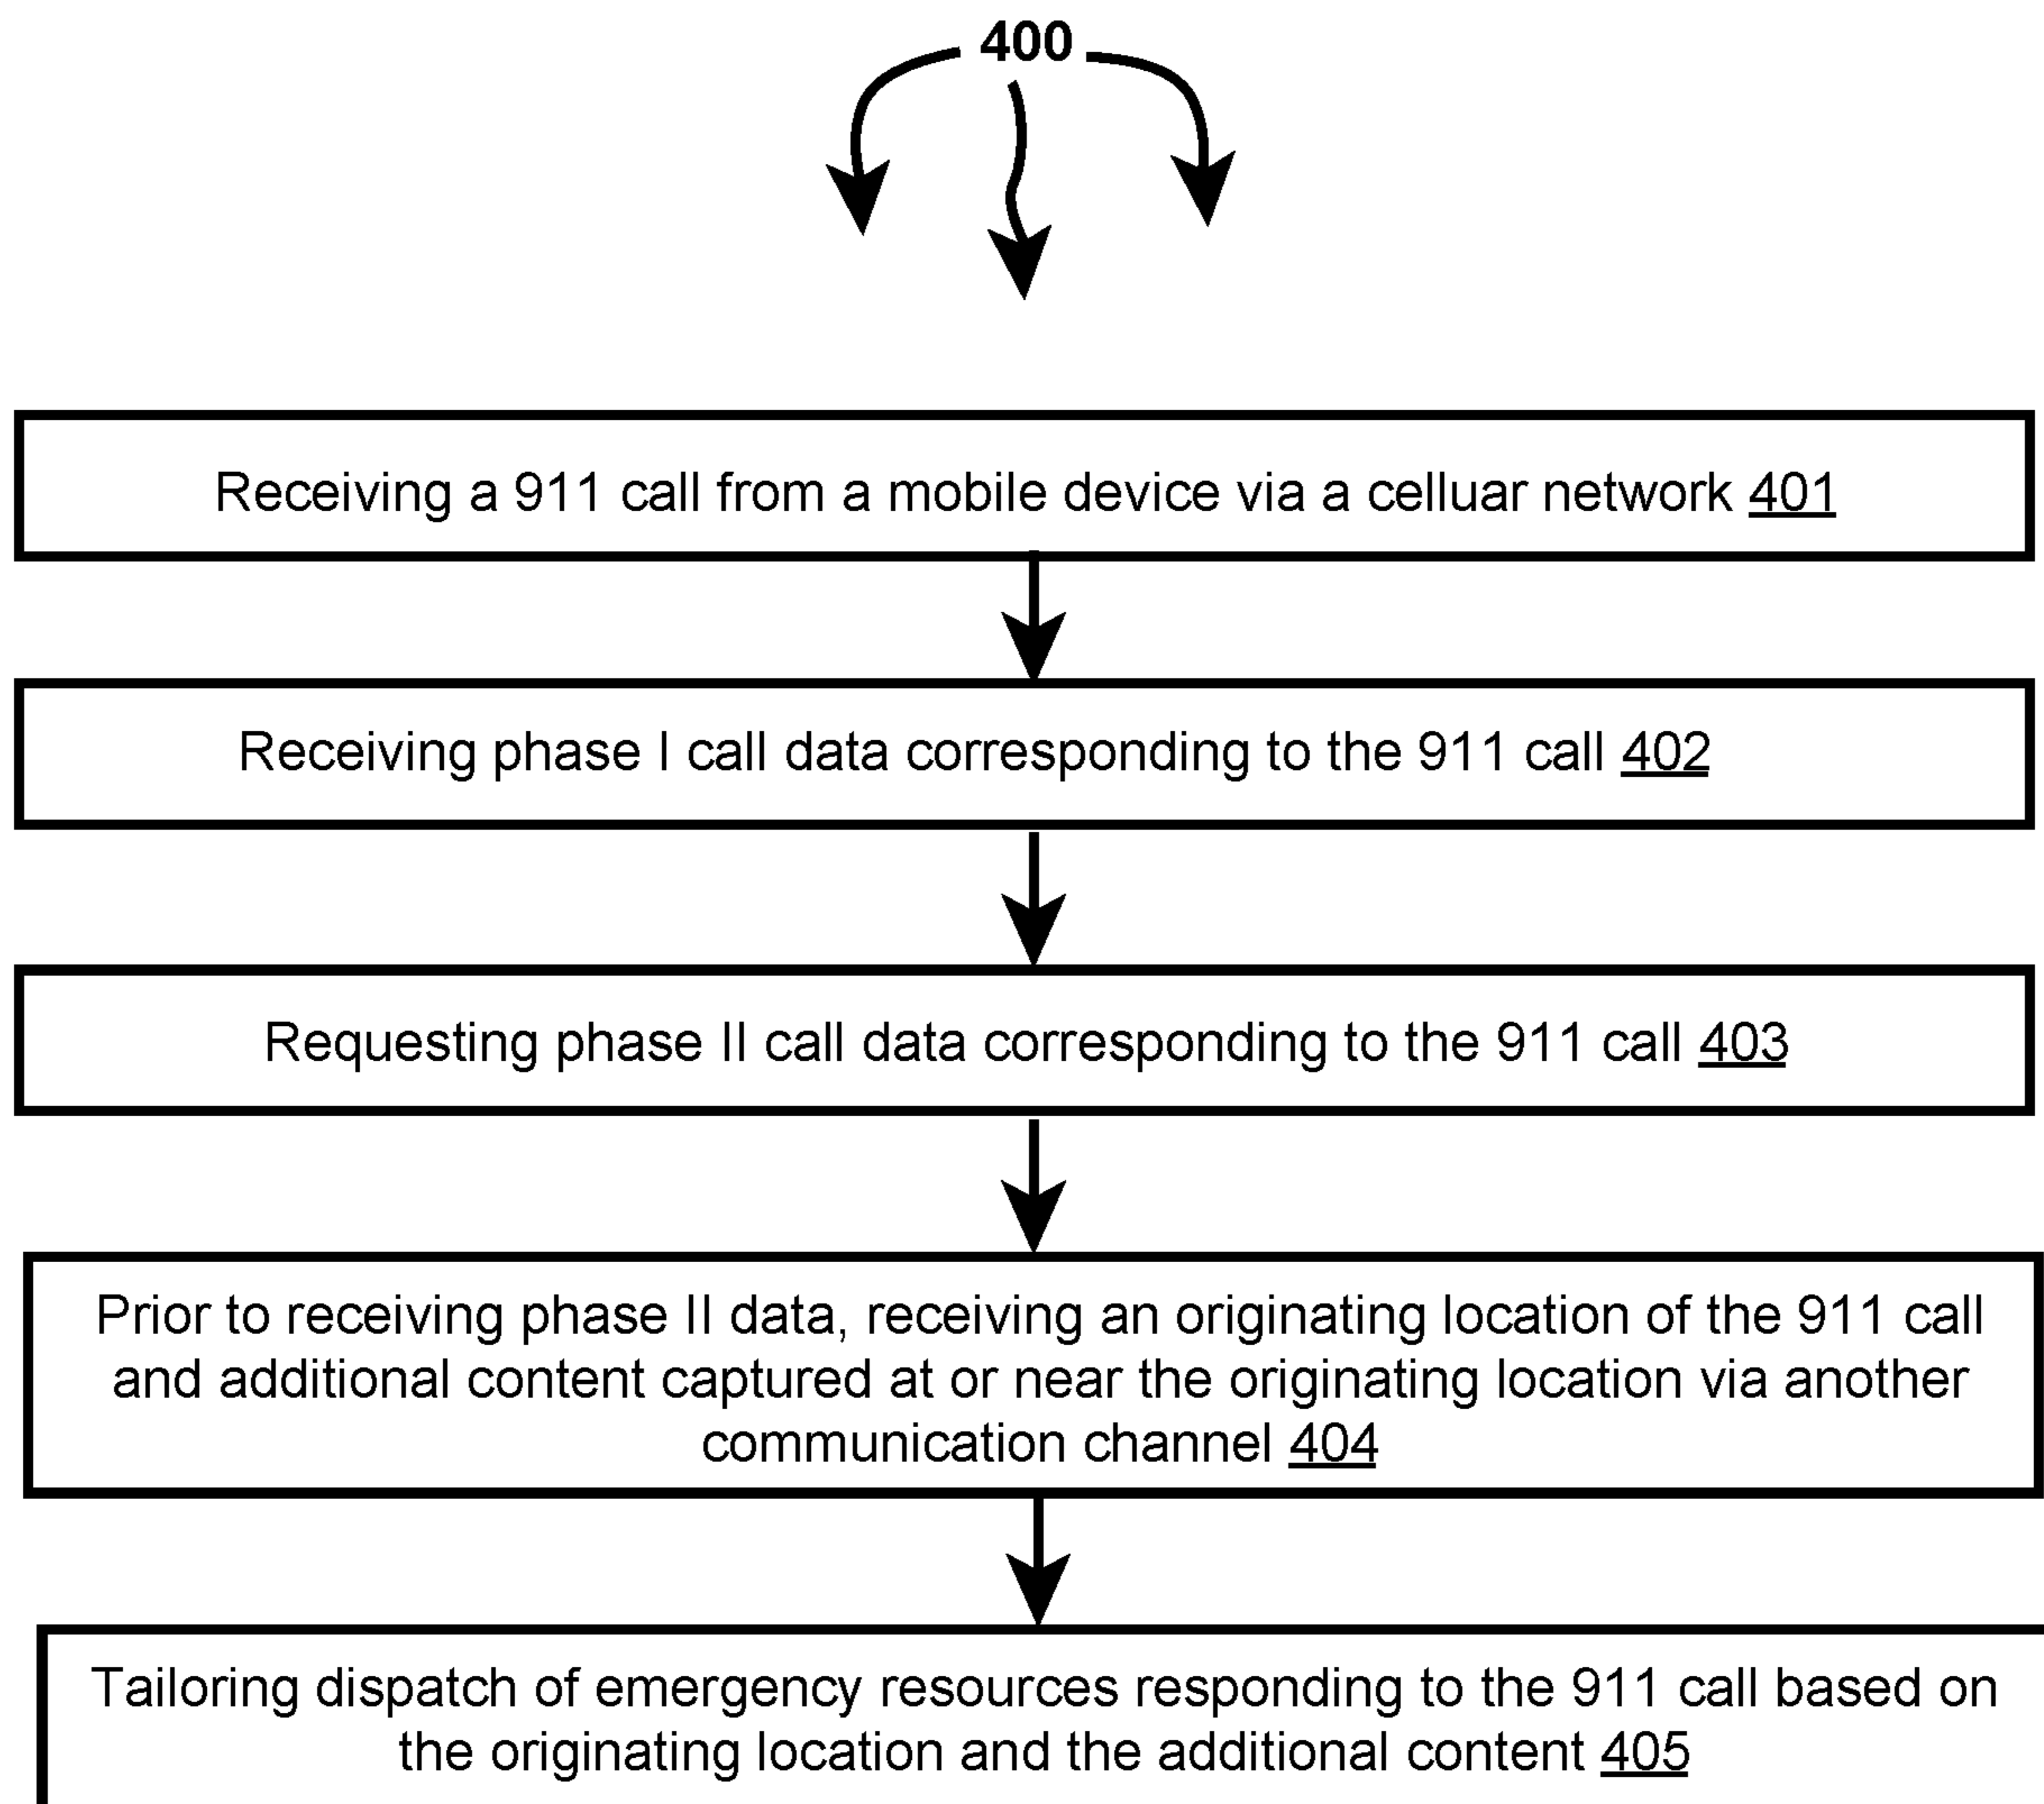 400
Receiving a 911 call from a mobile device via a celluar network 401
Receiving phase I call data corresponding to the 911 call 402
Requesting phase II call data corresponding to the 911 call 403
Prior to receiving phase II data, receiving an originating location of the 911 call
and additional content captured at or near the originating location via another
communication channel 404
Tailoring dispatch of emergency resources responding to the 911 call based on
the originating location and the additional content 405